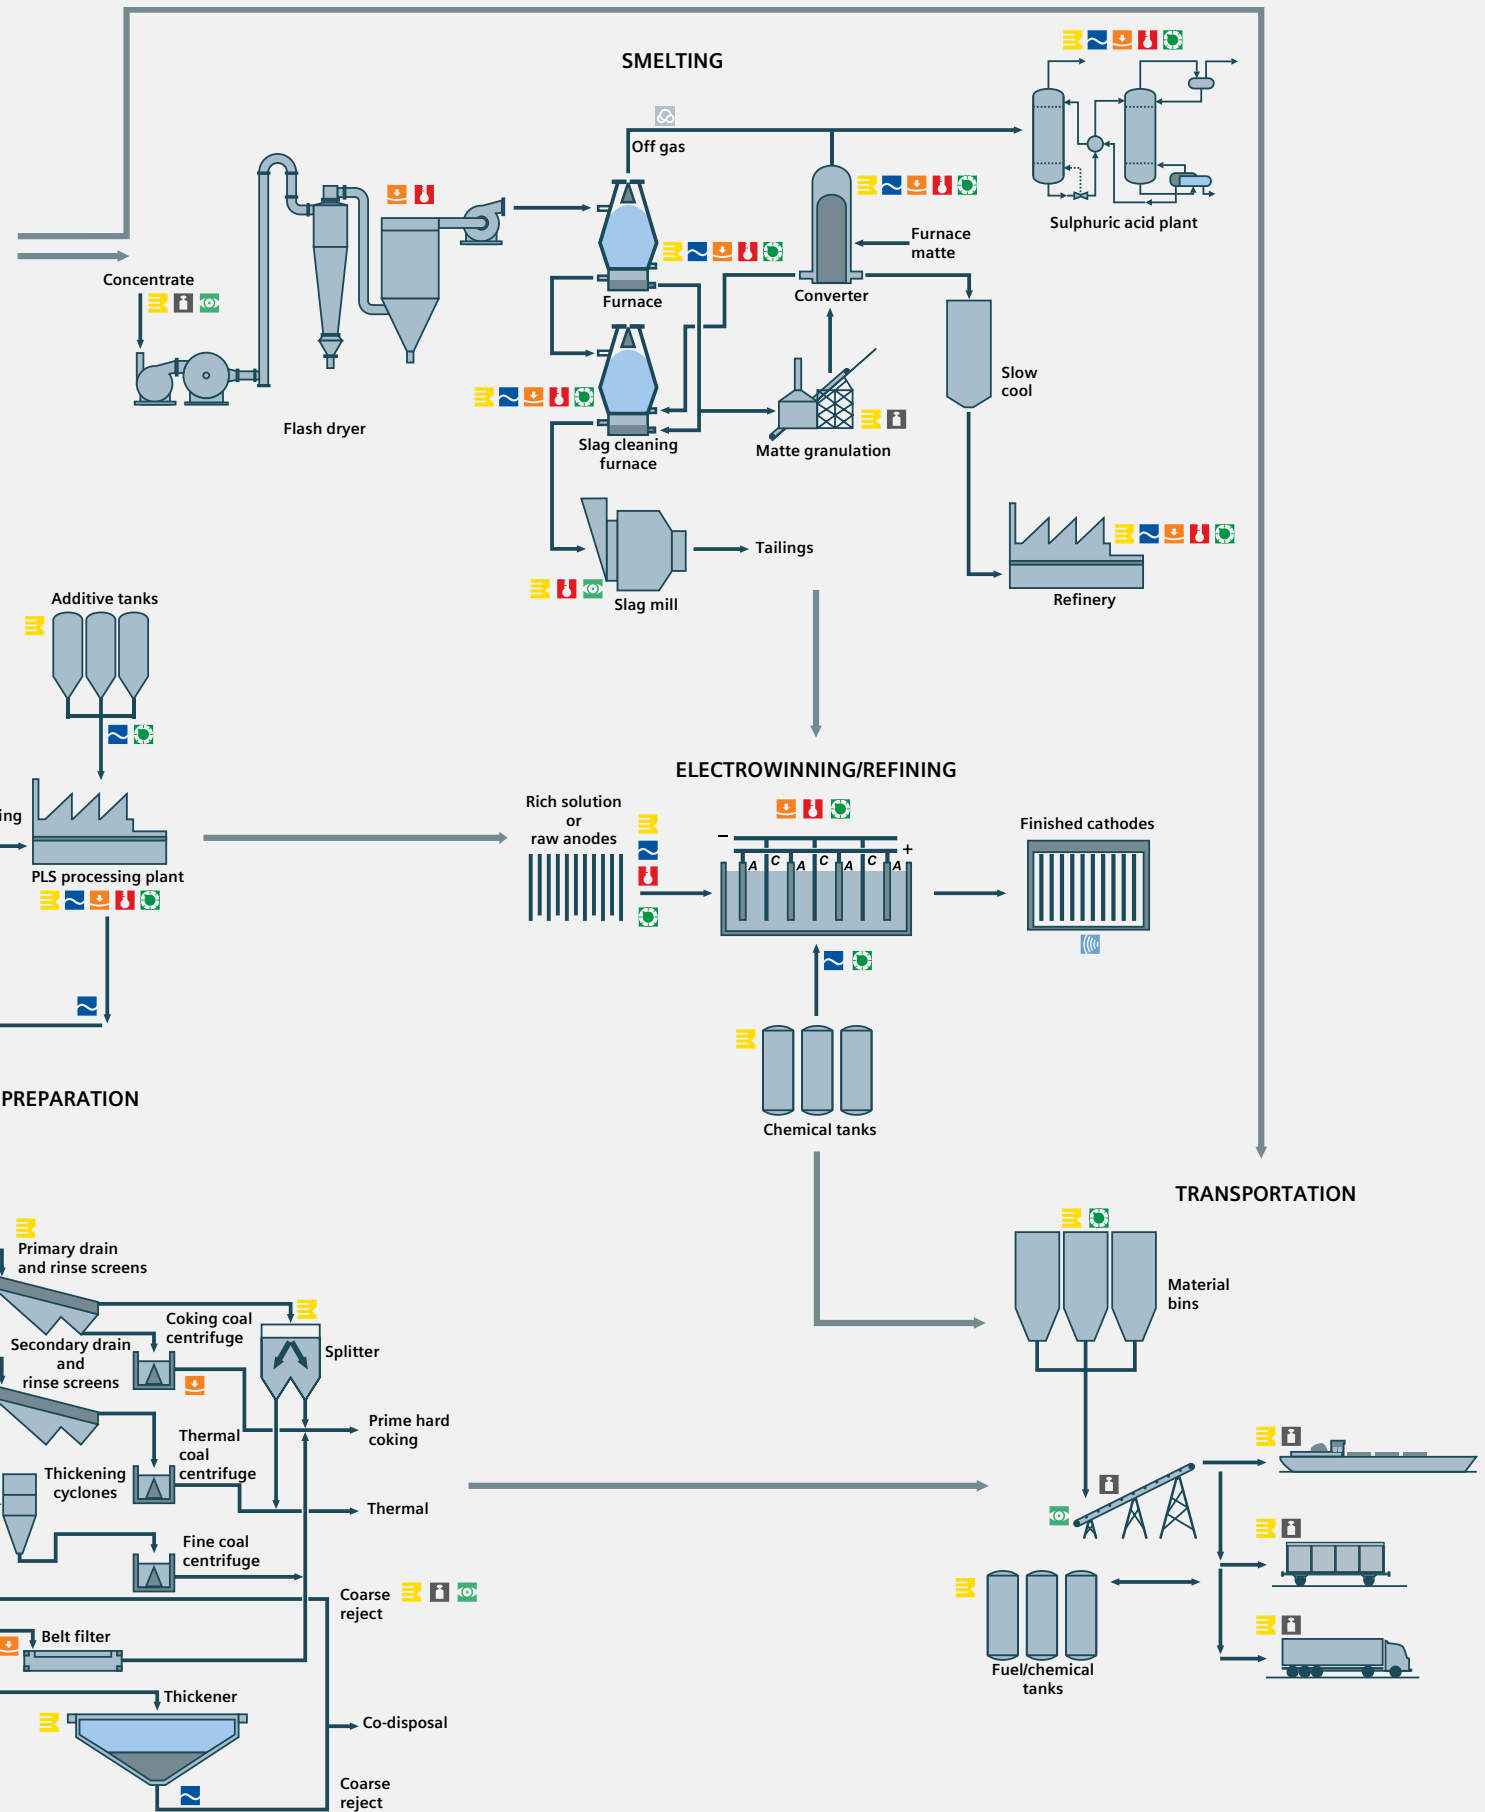 SMELTING
Off gas
Sulphuric acid plant
Furnace
matte
Concentrate
Furnace
Converter
Slow
cool
Flash dryer
Slag cleaning
furnace
Matte granulation
Tailings
Slag mill
Refinery
Additive tanks
ing
PLS processing plant
ELECTROWINNING/REFINING
Rich solution
or
raw anodes
–
+
A C A C A C A
Finished cathodes
Chemical tanks
PREPARATION
TRANSPORTATION
Primary drain
and rinse screens
Coking coal
centrifuge
Secondary drain
and
rinse screens
Splitter
Material
bins
Prime hard
coking
Thermal
coal
centrifuge
Thickening
cyclones
Thermal
Fine coal
centrifuge
Coarse
reject
Belt filter
Fuel/chemical
tanks
Thickener
Co-disposal
Coarse
reject